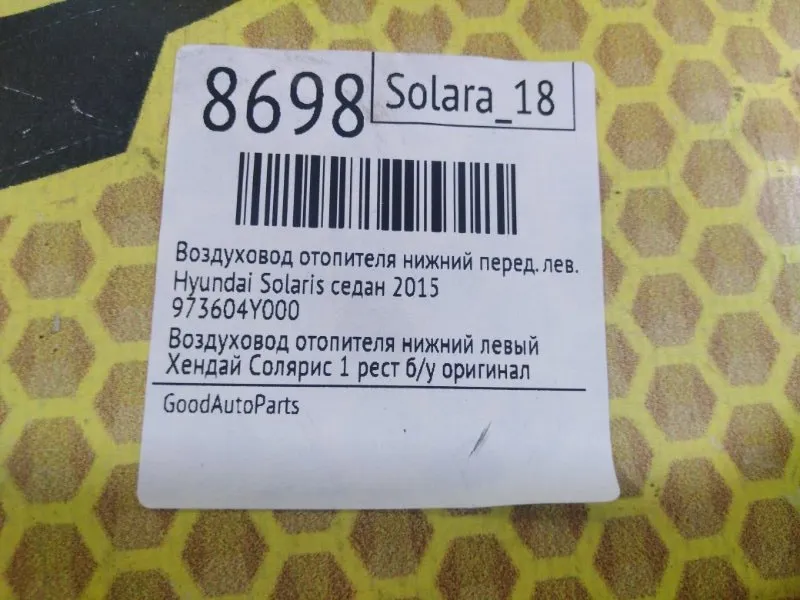 8698 Solara_18
Воздуховод отопителя нижний перед. лев.
Hyundai Solaris седан 2015
973604Y000
Воздуховод отопителя нижний левый
Хендай Солярис 1 рест б/у оригинал
GoodAutoParts